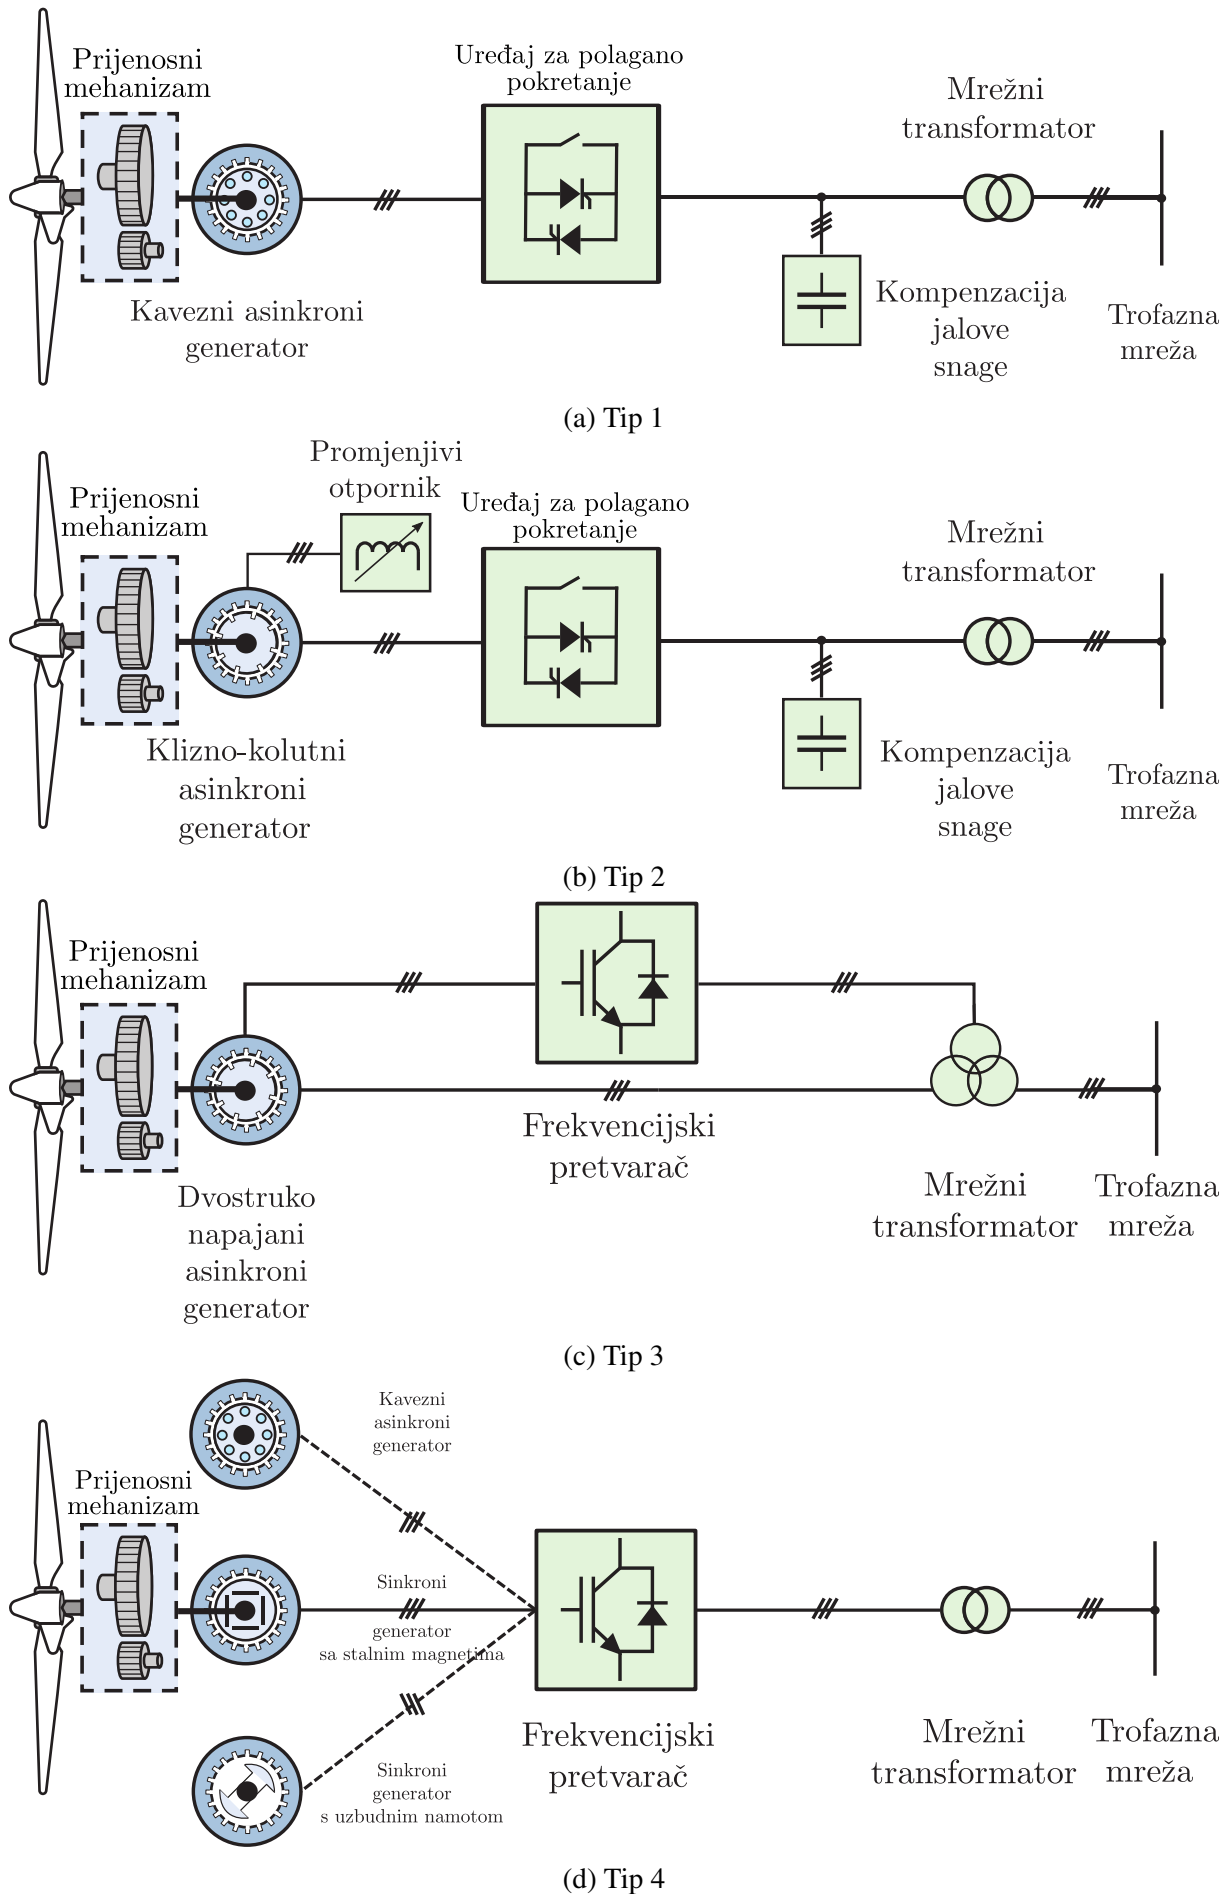 Prijenosni
mehanizam
Uređaj za polagano
pokretanje
Mrežni
transformator
Kavezni asinkroni
generator
Kompenzacija
jalove
snage
Trofazna
mreža
(a) Tip 1
Promjenjivi
otpornik
Prijenosni
mehanizam
Uređaj za polagano
pokretanje
Mrežni
transformator
Klizno-kolutni
asinkroni
generator
Kompenzacija
jalove
snage
Trofazna
mreža
(b) Tip 2
Prijenosni
mehanizam
Frekvencijski
pretvarač
Dvostruko
napajani
asinkroni
generator
Mrežni
transformator
Trofazna
mreža
(c) Tip 3
Kavezni
asinkroni
generator
Prijenosni
mehanizam
Sinkroni
generator
sa stalnim magnetima
Frekvencijski
pretvarač
Mrežni
transformator
Trofazna
mreža
Sinkroni
generator
s uzbudnim namotom
(d) Tip 4